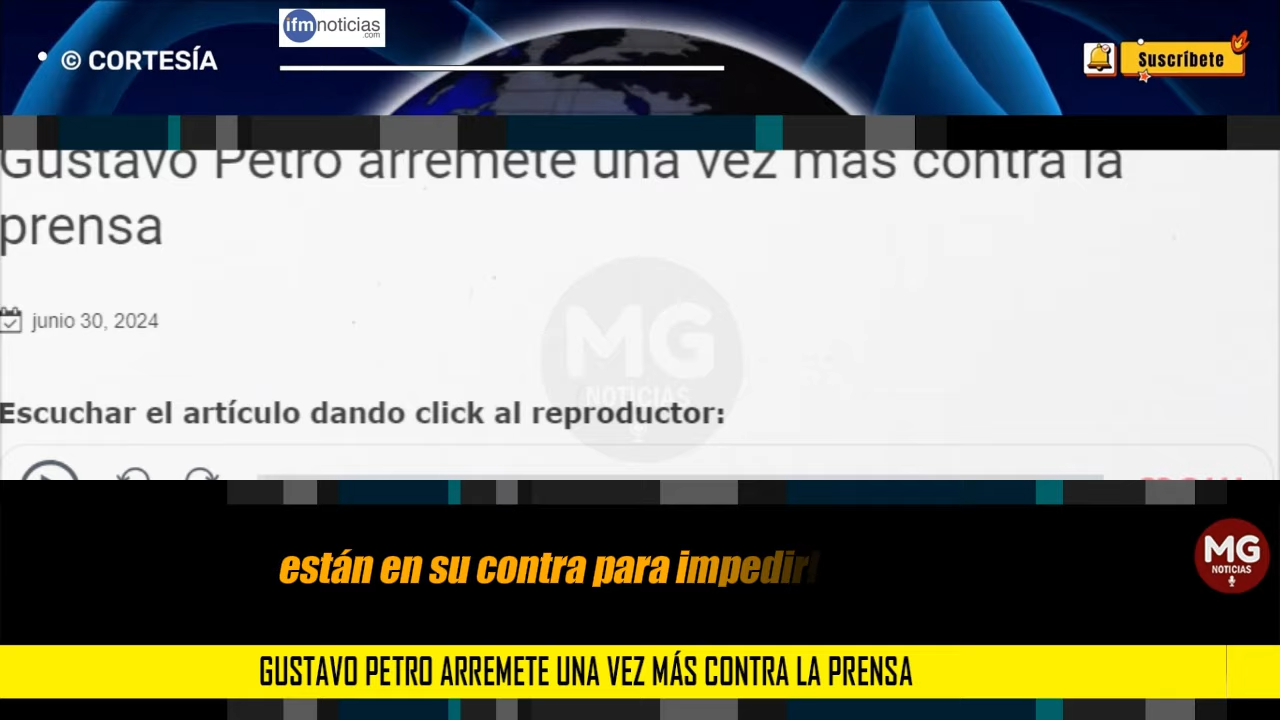 ifmnoticias
.com
© CORTESÍA
Suscríbete
Gustavo Petro arremete una vez más contra la
prensa
MG
NOTICIAS
junio 30, 2024
Escuchar el artículo dando click al reproductor:
están en su contra para
MG
NOTICIAS
GUSTAVO PETRO ARREMETE UNA VEZ MÁS CONTRA LA PRENSA